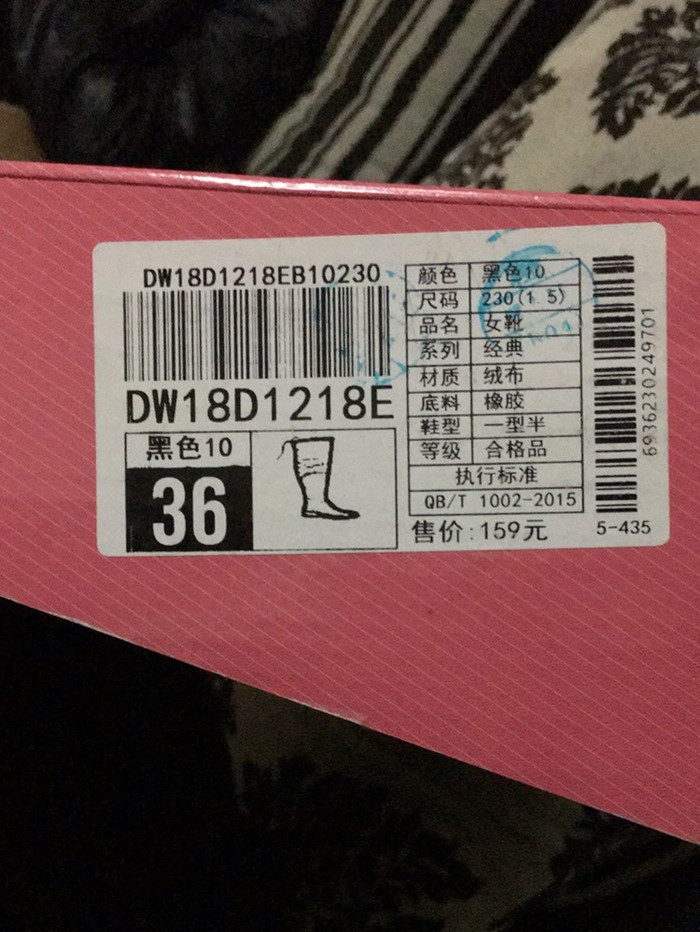 DW18D1218EB10230
DW18D1218E
黑色10
36
颜色 黑色10
尺码 230(1.5)
品名 女靴
系列 经典
材质 绒布
底料 橡胶
鞋型 一型半
等级 合格品
执行标准
QB/T 1002-2015
售价:159元
6936230249701
5-435